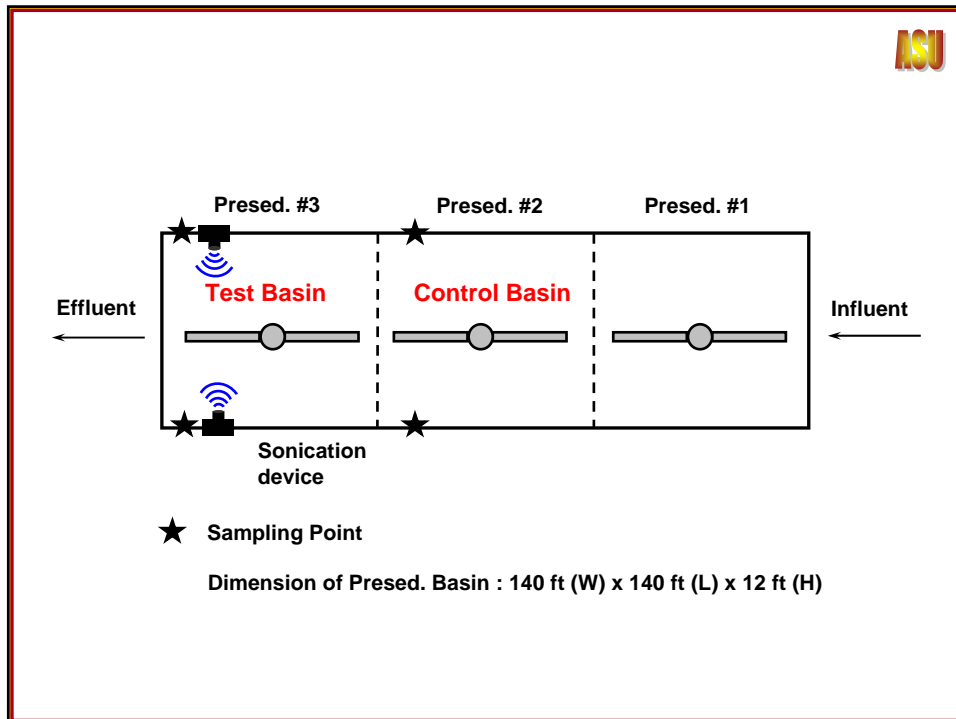 ASU
Presed. #3
Presed. #2
Presed. #1
Test Basin
Control Basin
Effluent
Influent
Sonication
device
Sampling Point
Dimension of Presed. Basin : 140 ft (W) x 140 ft (L) x 12 ft (H)